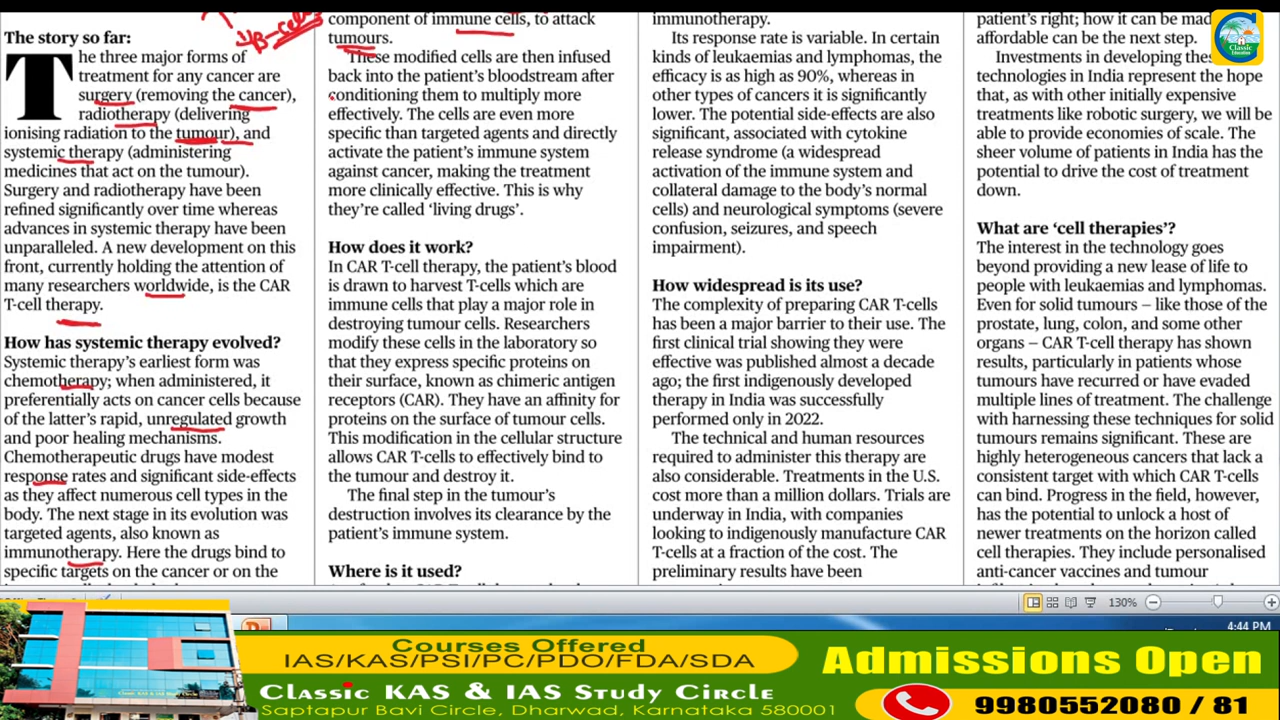 B-cells
The story so far:
The three major forms of
treatment for any cancer are
surgery (removing the cancer),
radiotherapy (delivering
ionising radiation to the tumour), and
systemic therapy (administering
medicines that act on the tumour).
Surgery and radiotherapy have been
refined significantly over time whereas
advances in systemic therapy have been
unparalleled. A new development on this
front, currently holding the attention of
many researchers worldwide, is the CAR
T-cell therapy.
How has systemic therapy evolved?
Systemic therapy’s earliest form was
chemotherapy; when administered, it
preferentially acts on cancer cells because
of the latter’s rapid, unregulated growth
and poor healing mechanisms.
Chemotherapeutic drugs have modest
response rates and significant side-effects
as they affect numerous cell types in the
body. The next stage in its evolution was
targeted agents, also known as
immunotherapy. Here the drugs bind to
specific targets on the cancer or on the
component of immune cells, to attack
tumours.
These modified cells are then infused
back into the patient’s bloodstream after
conditioning them to multiply more
effectively. The cells are even more
specific than targeted agents and directly
activate the patient’s immune system
against cancer, making the treatment
more clinically effective. This is why
they’re called ‘living drugs’.
How does it work?
In CAR T-cell therapy, the patient’s blood
is drawn to harvest T-cells which are
immune cells that play a major role in
destroying tumour cells. Researchers
modify these cells in the laboratory so
that they express specific proteins on
their surface, known as chimeric antigen
receptors (CAR). They have an affinity for
proteins on the surface of tumour cells.
This modification in the cellular structure
allows CAR T-cells to effectively bind to
the tumour and destroy it.
The final step in the tumour’s
destruction involves its clearance by the
patient’s immune system.
Where is it used?
immunotherapy.
Its response rate is variable. In certain
kinds of leukaemias and lymphomas, the
efficacy is as high as 90%, whereas in
other types of cancers it is significantly
lower. The potential side-effects are also
significant, associated with cytokine
release syndrome (a widespread
activation of the immune system and
collateral damage to the body’s normal
cells) and neurological symptoms (severe
confusion, seizures, and speech
impairment).
How widespread is its use?
The complexity of preparing CAR T-cells
has been a major barrier to their use. The
first clinical trial showing they were
effective was published almost a decade
ago; the first indigenously developed
therapy in India was successfully
performed only in 2022.
The technical and human resources
required to administer this therapy are
also considerable. Treatments in the U.S.
cost more than a million dollars. Trials are
underway in India, with companies
looking to indigenously manufacture CAR
T-cells at a fraction of the cost. The
preliminary results have been
patient’s right; how it can be made
affordable can be the next step.
Investments in developing
technologies in India represent the hope
that, as with other initially expensive
treatments like robotic surgery, we will be
able to provide economies of scale. The
sheer volume of patients in India has the
potential to drive the cost of treatment
down.
What are ‘cell therapies’?
The interest in the technology goes
beyond providing a new lease of life to
people with leukaemias and lymphomas.
Even for solid tumours – like those of the
prostate, lung, colon, and some other
organs – CAR T-cell therapy has shown
results, particularly in patients whose
tumours have recurred or have evaded
multiple lines of treatment. The challenge
with harnessing these techniques for solid
tumours remains significant. These are
highly heterogeneous cancers that lack a
consistent target with which CAR T-cells
can bind. Progress in the field, however,
has the potential to unlock a host of
newer treatments on the horizon called
cell therapies. They include personalised
anti-cancer vaccines and tumour
Classic
Education
130%
4:44 PM
Courses Offered
IAS/KAS/PSI/PC/PDO/FDA/SDA
Classic KAS & IAS Study Circle
Saptapur Bavi Circle, Dharwad, Karnataka 580001
Admissions Open
9980552080 / 81